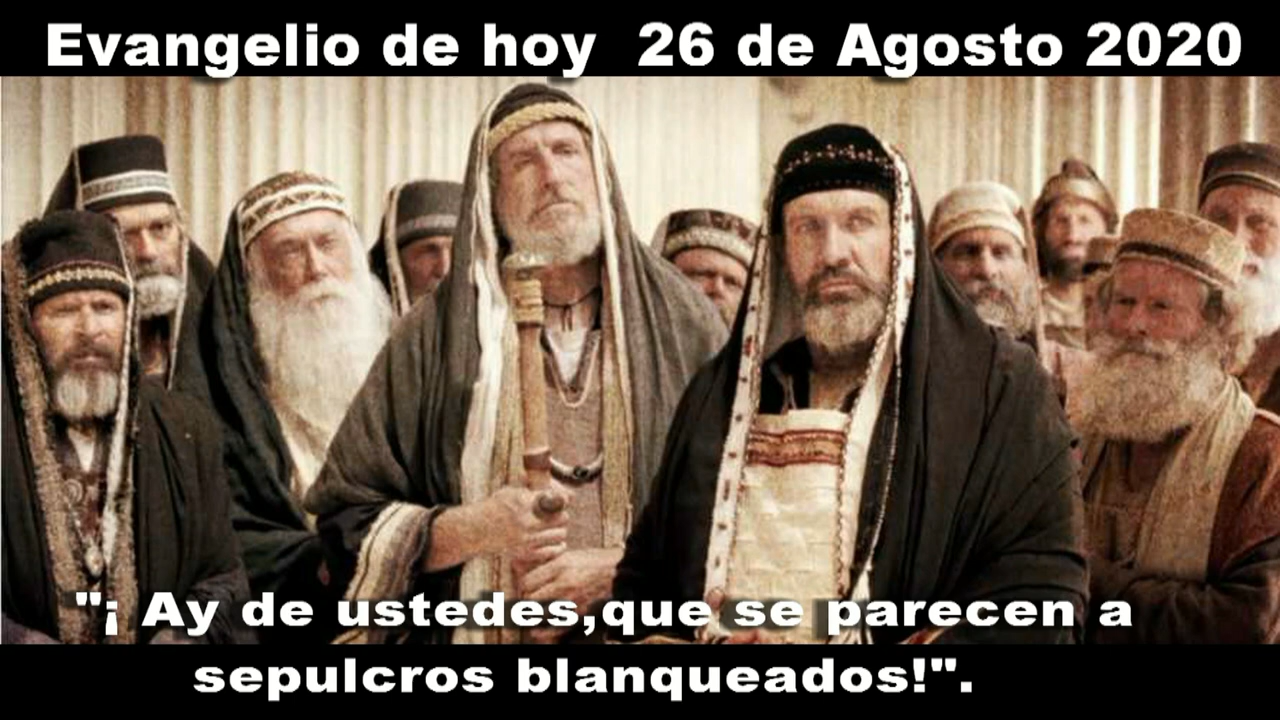 Evangelio de hoy  26 de Agosto 2020
"¡ Ay de ustedes,que se parecen a
sepulcros blanqueados!".